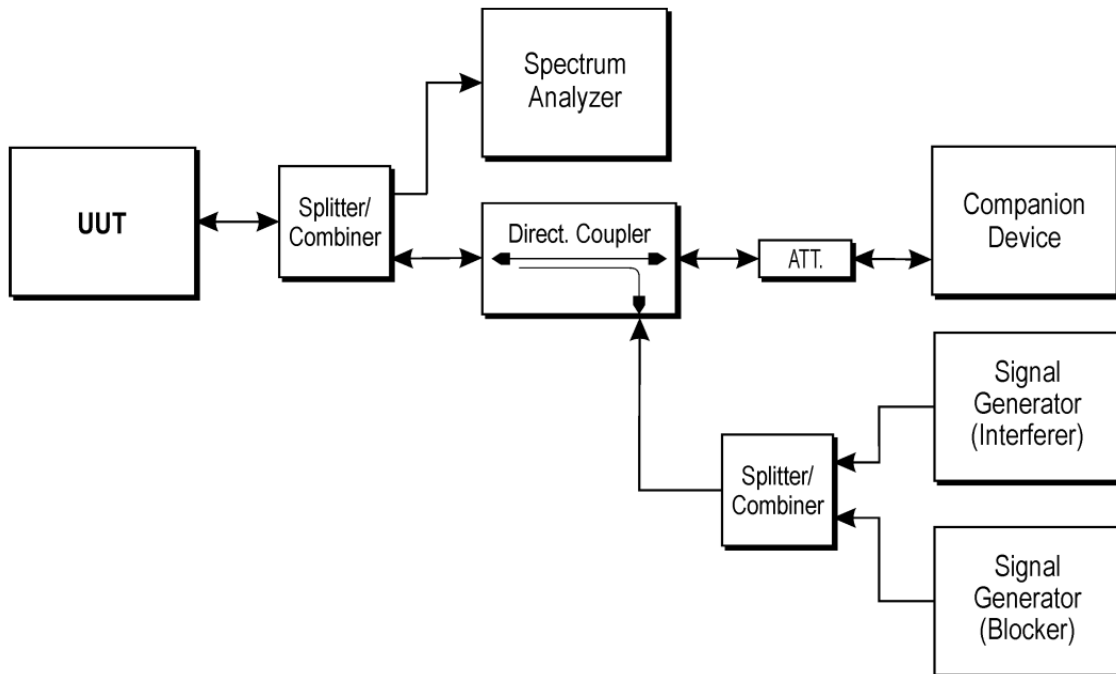 Spectrum
Analyzer
UUT
Splitter/
Combiner
Direct. Coupler
ATT.
Companion
Device
Signal
Generator
(Interferer)
Splitter/
Combiner
Signal
Generator
(Blocker)